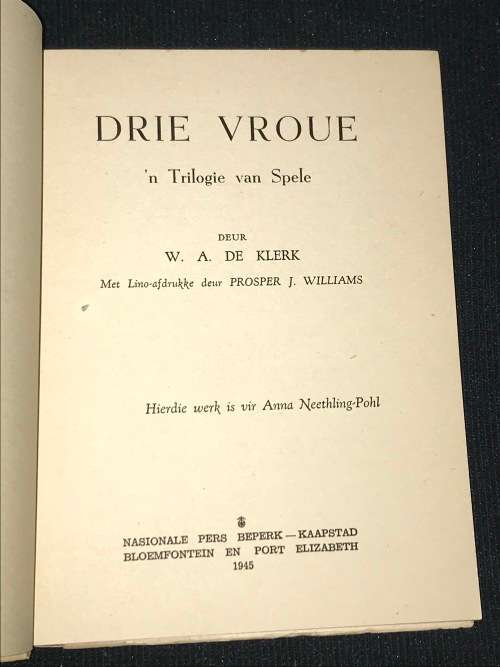 DRIE VROUE
'n Trilogie van Spele
DEUR
W. A. DE KLERK
Met Lino-afdrukke deur PROSPER J. WILLIAMS
Hierdie werk is vir Anna Neethling-Pohl
NASIONALE PERS BEPERK — KAAPSTAD
BLOEMFONTEIN EN PORT ELIZABETH
1945